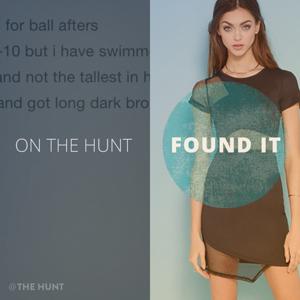 for ball afters
-10 but i have swimm
and not the tallest in h
and got long dark bro
ON THE HUNT
FOUND IT
@THE HUNT